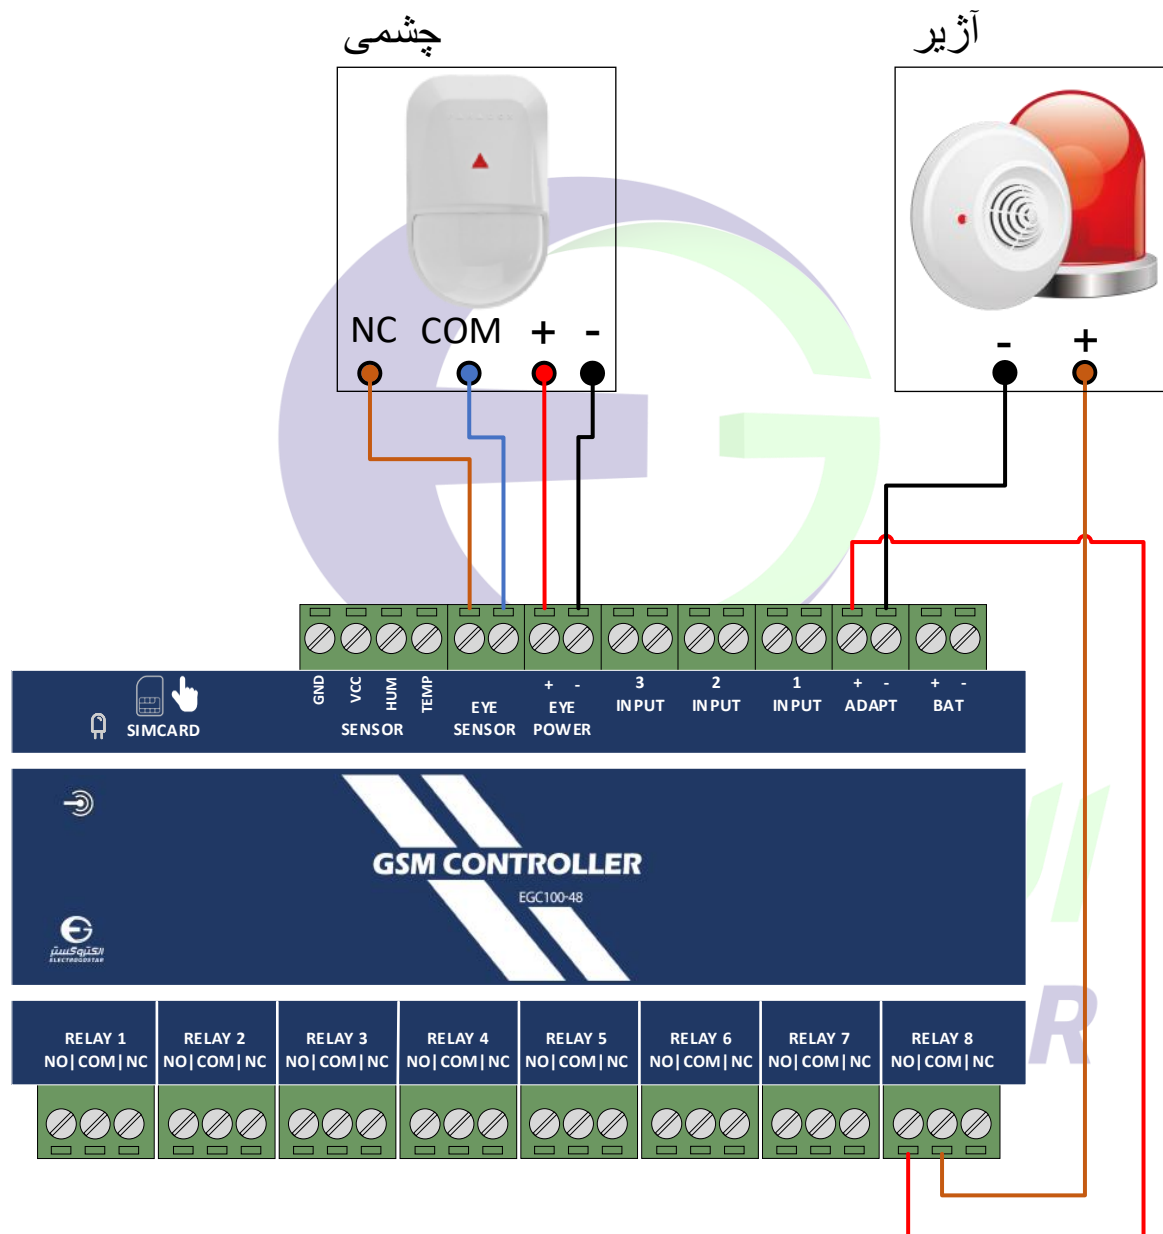 چشمی
آژیر
NC COM + -
- +
GND VCC HUM TEMP
SENSOR
EYE
SENSOR
+ -
EYE
POWER
3
INPUT
2
INPUT
1
INPUT
+ -
ADAPT
+ -
BAT
SIMCARD
GSM CONTROLLER
EGC100-48
EG
الکتروگستر
ELECTROGOSTAR
R
RELAY 1
NO|COM|NC
RELAY 2
NO|COM|NC
RELAY 3
NO|COM|NC
RELAY 4
NO|COM|NC
RELAY 5
NO|COM|NC
RELAY 6
NO|COM|NC
RELAY 7
NO|COM|NC
RELAY 8
NO|COM|NC